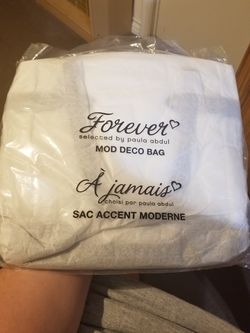 Forever♡
selected by paula abdul
MOD DECO BAG
À jamais♡
choisi par paula abdul
SAC ACCENT MODERNE